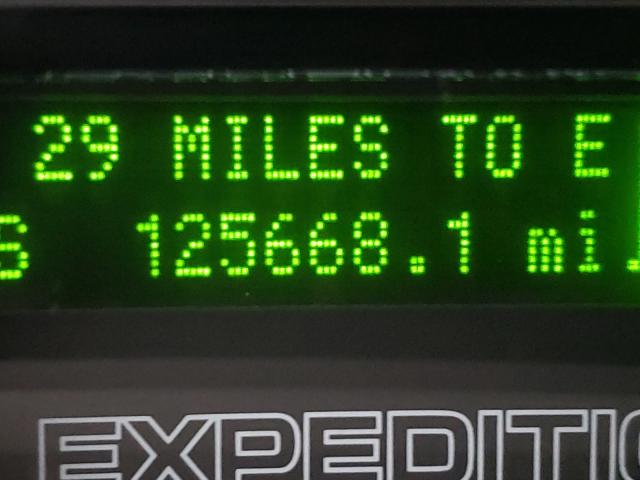 29 MILES TO E
S 125668.1 mi.
EXPEDITIO